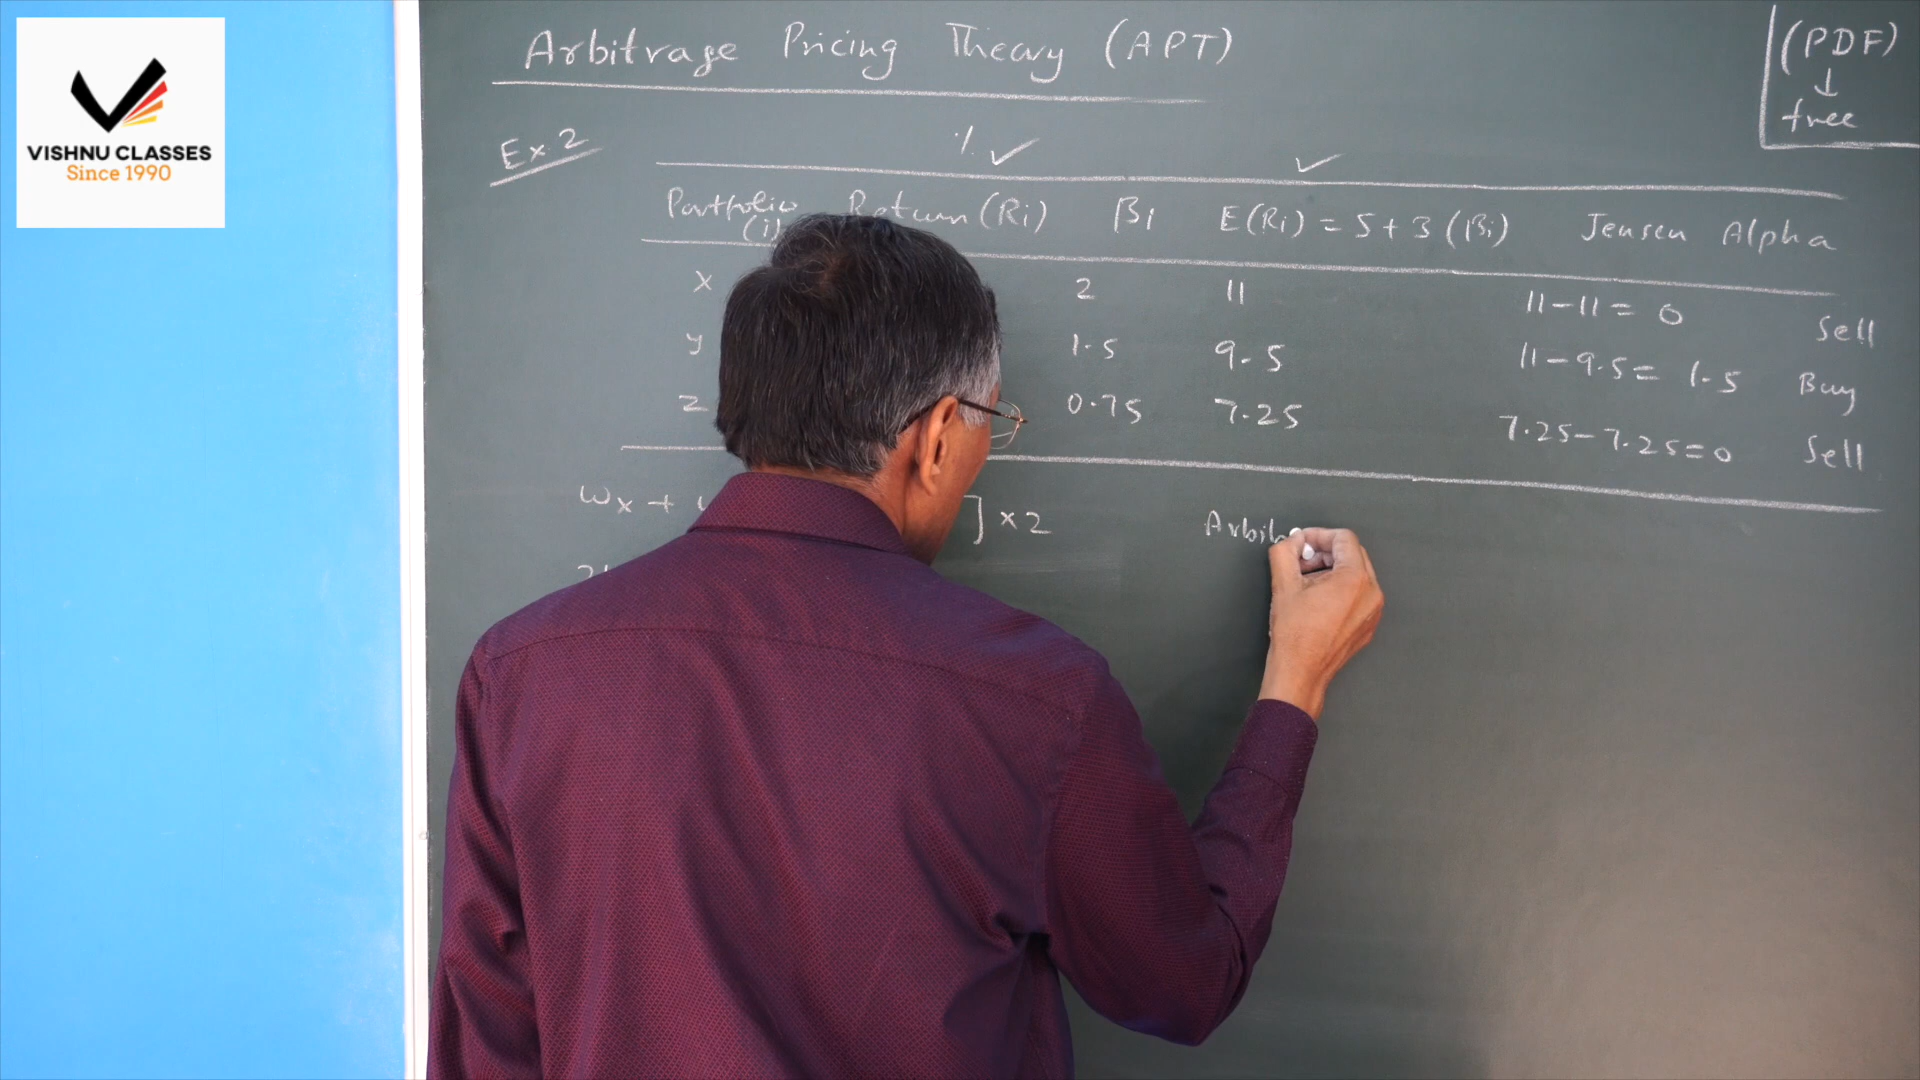 VISHNU CLASSES
Since 1990
Arbitrage Pricing Theory (APT)
(PDF)
↓
free
Ex. 2
% ✓ ✓
Portfolio (i) Return (Ri) βi E(Ri) = 5 + 3 (βi) Jensen Alpha
x 2 11 11 - 11 = 0 Sell
y 1.5 9.5 11 - 9.5 = 1.5 Buy
z 0.75 7.25 7.25 - 7.25 = 0 Sell
Wx + ] × 2